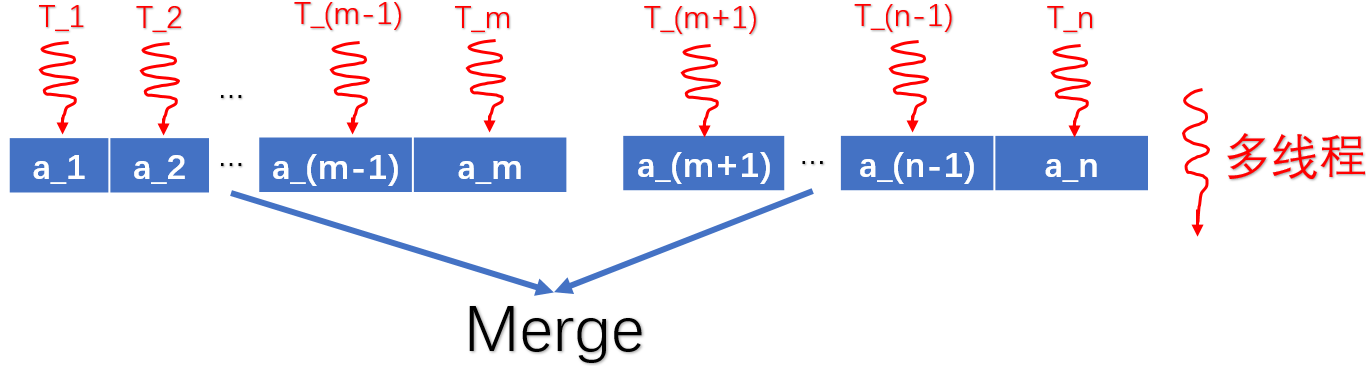 T_1 T_2 T_(m-1) T_m T_(m+1) T_(n-1) T_n
...
a_1 a_2 ... a_(m-1) a_m a_(m+1) ... a_(n-1) a_n
多线程
Merge